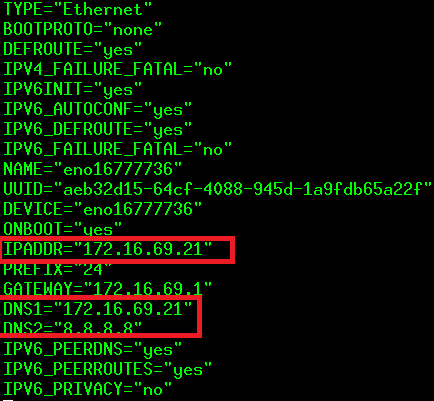 TYPE="Ethernet"
BOOTPROTO="none"
DEFROUTE="yes"
IPV4_FAILURE_FATAL="no"
IPV6INIT="yes"
IPV6_AUTOCONF="yes"
IPV6_DEFROUTE="yes"
IPV6_FAILURE_FATAL="no"
NAME="eno16777736"
UUID="aeb32d15-64cf-4088-945d-1a9fdb65a22f"
DEVICE="eno16777736"
ONBOOT="yes"
IPADDR="172.16.69.21"
PREFIX="24"
GATEWAY="172.16.69.1"
DNS1="172.16.69.21"
DNS2="8.8.8.8"
IPV6_PEERDNS="yes"
IPV6_PEERROUTES="yes"
IPV6_PRIVACY="no"